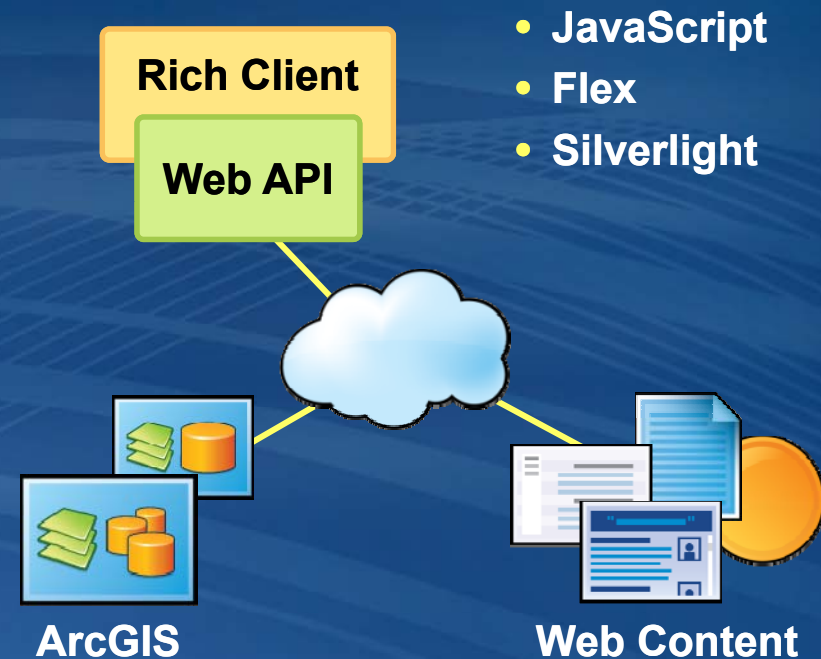 Rich Client
Web API
• JavaScript
• Flex
• Silverlight
ArcGIS
Web Content